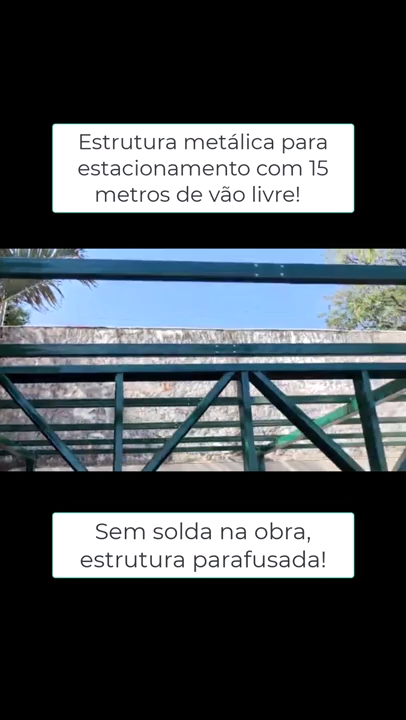 Estrutura metálica para
estacionamento com 15
metros de vão livre!
Sem solda na obra,
estrutura parafusada!